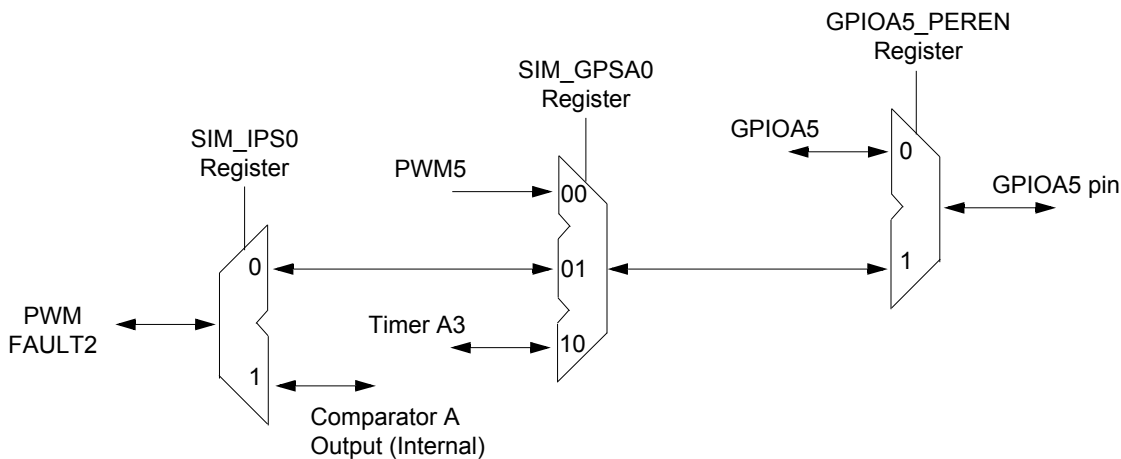 GPIOA5_PEREN
Register
SIM_GPSA0
Register
SIM_IPS0
Register
GPIOA5
0
PWM5
00
GPIOA5 pin
0
01
1
PWM
FAULT2
Timer A3
10
1
Comparator A
Output (Internal)